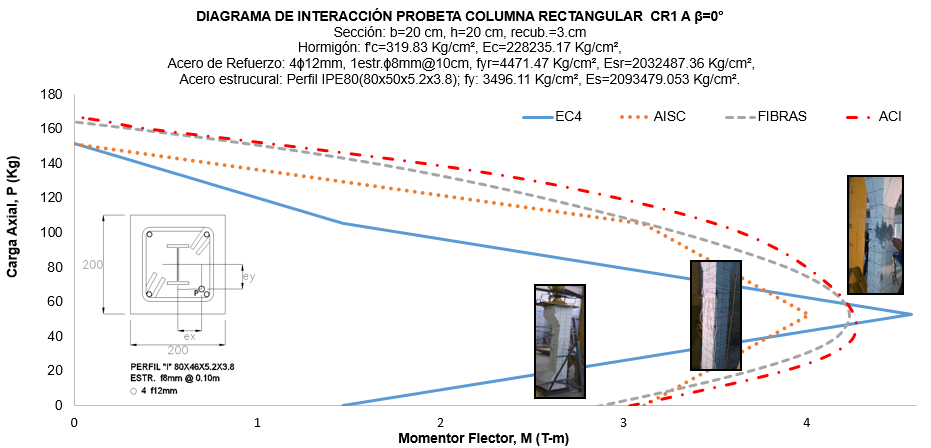 DIAGRAMA DE INTERACCIÓN PROBETA COLUMNA RECTANGULAR  CR1 A β=0°
Sección: b=20 cm, h=20 cm, recub.=3.cm
Hormigón: f'c=319.83 Kg/cm², Ec=228235.17 Kg/cm²,
Acero de Refuerzo: 4ϕ12mm, 1estr.ϕ8mm@10cm, fyr=4471.47 Kg/cm², Esr=2032487.36 Kg/cm,
Acero estrucural: Perfil IPE80(80x50x5.2x3.8); fy: 3496.11 Kg/cm², Es=2093479.053 Kg/cm².
180
160
140
120
100
80
60
40
20
0
Carga Axial, P (Kg)
EC4
AISC
FIBRAS
ACI
200
ey
P
ex
200
PERFIL "I" 80X46X5.2X3.8
ESTR.  f8mm @ 0.10m
4  f12mm
0
1
2
3
4
Momentor Flector, M (T-m)